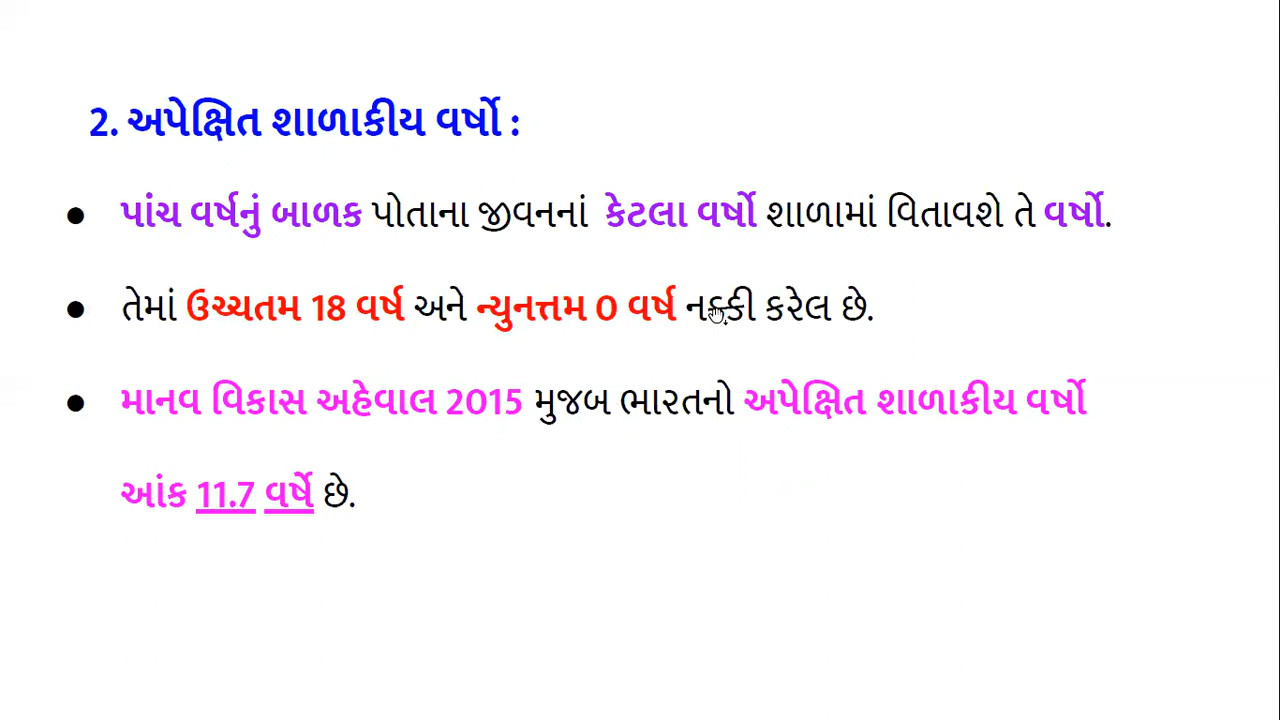 2. અપેક્ષિત શાળાકીય વર્ષો :
● પાંચ વર્ષનું બાળક પોતાના જીવનનાં કેટલા વર્ષો શાળામાં વિતાવશે તે વર્ષો.
● તેમાં ઉચ્ચતમ 18 વર્ષ અને ન્યુનત્તમ 0 વર્ષ નક્કી કરેલ છે.
● માનવ વિકાસ અહેવાલ 2015 મુજબ ભારતનો અપેક્ષિત શાળાકીય વર્ષો
આંક 11.7 વર્ષે છે.